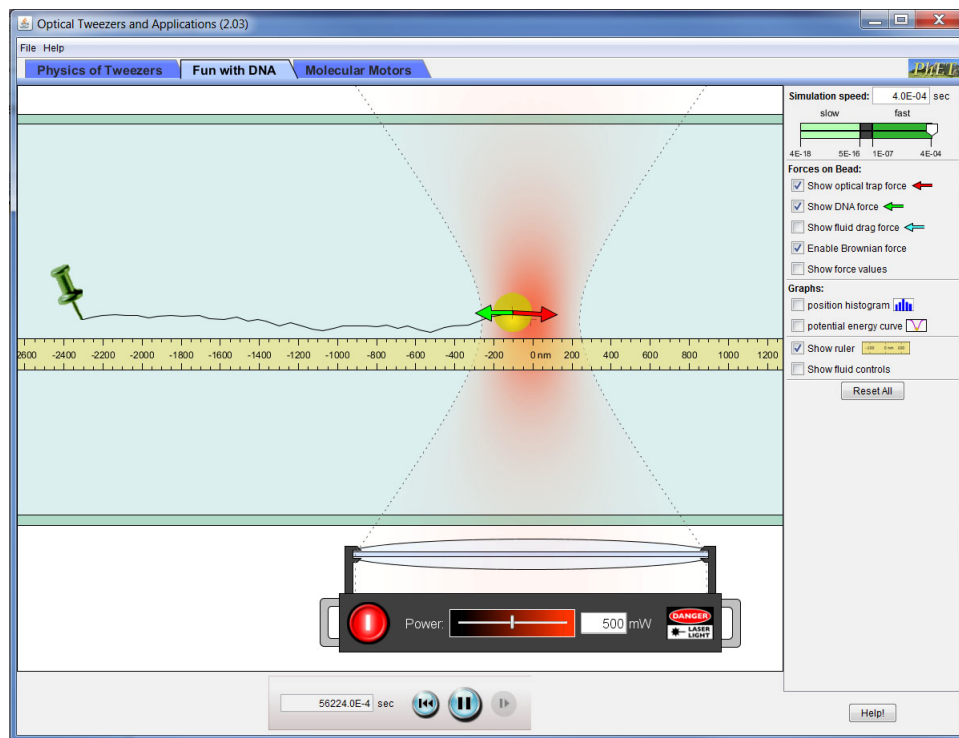 Optical Tweezers and Applications (2.03)
File Help
Physics of Tweezers Fun with DNA Molecular Motors
PhET
Simulation speed: 4.0E-04 sec
slow fast
4E-18 5E-16 1E-07 4E-04
Forces on Bead:
Show optical trap force
Show DNA force
Show fluid drag force
Enable Brownian force
Show force values
Graphs:
position histogram
potential energy curve
Show ruler
Show fluid controls
Reset All
2600 -2400 -2200 -2000 -1800 -1600 -1400 -1200 -1000 -800 -600 -400 -200 0 nm 200 400 600 800 1000 1200
Power: 500 mW
DANGER
LASER
LIGHT
56224.0E-4 sec
Help!